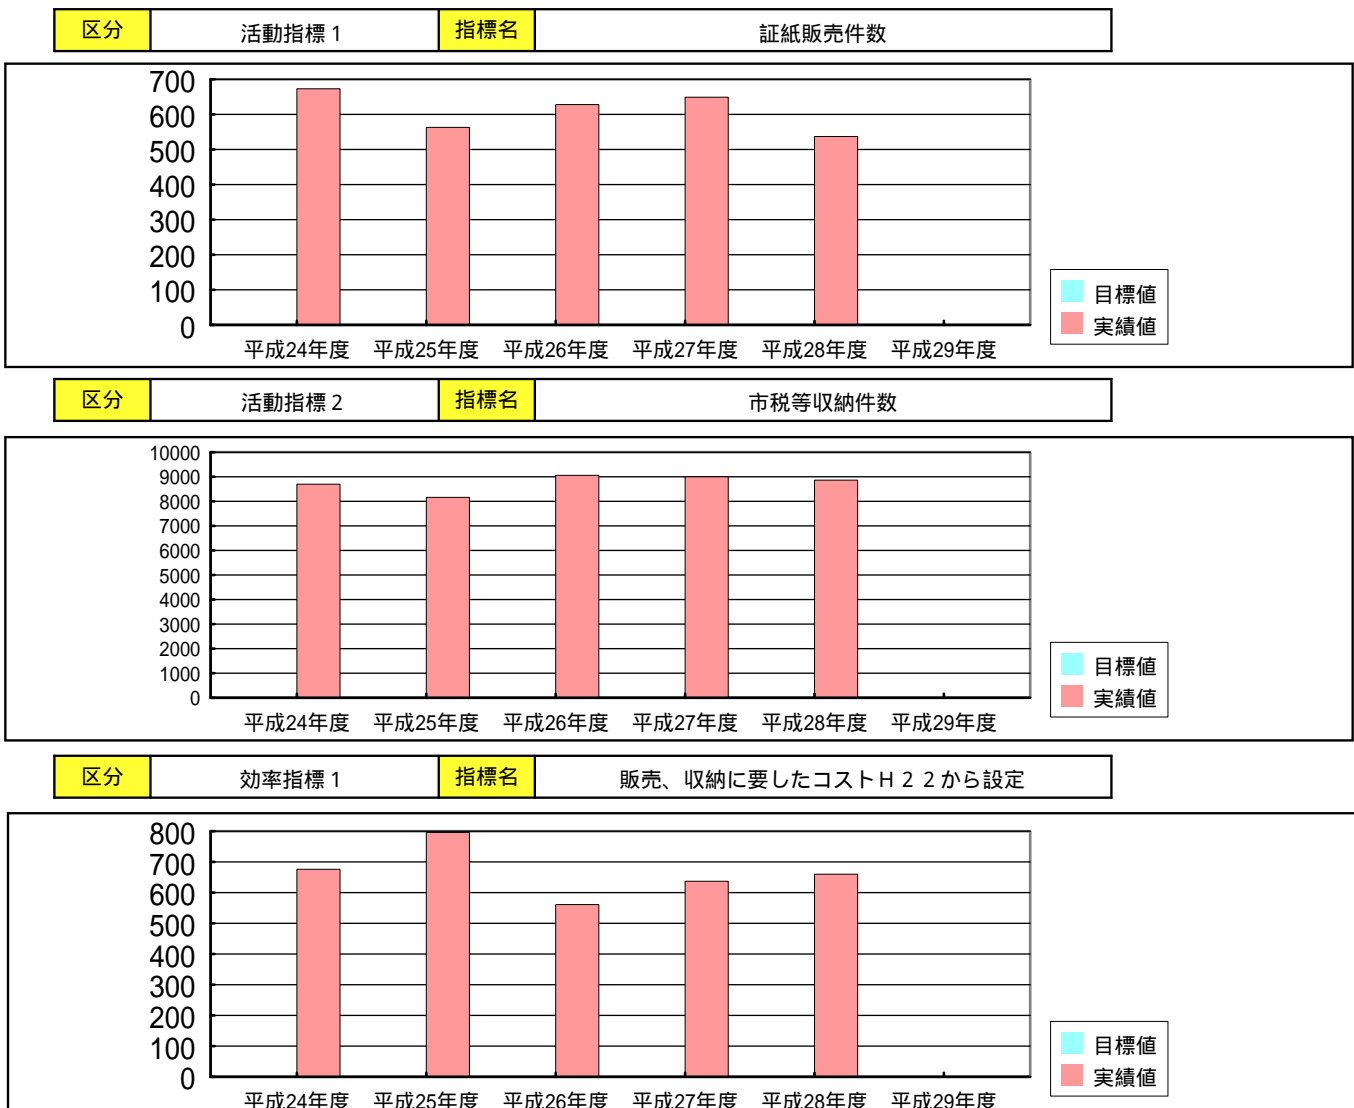 区分 活動指標1 指標名 証紙販売件数
700
600
500
400
300
200
100
0
平成24年度 平成25年度 平成26年度 平成27年度 平成28年度 平成29年度
目標値
実績値
区分 活動指標2 指標名 市税等収納件数
10000
9000
8000
7000
6000
5000
4000
3000
2000
1000
0
平成24年度 平成25年度 平成26年度 平成27年度 平成28年度 平成29年度
目標値
実績値
区分 効率指標1 指標名 販売、収納に要したコストH22から設定
800
700
600
500
400
300
200
100
0
平成24年度 平成25年度 平成26年度 平成27年度 平成28年度 平成29年度
目標値
実績値